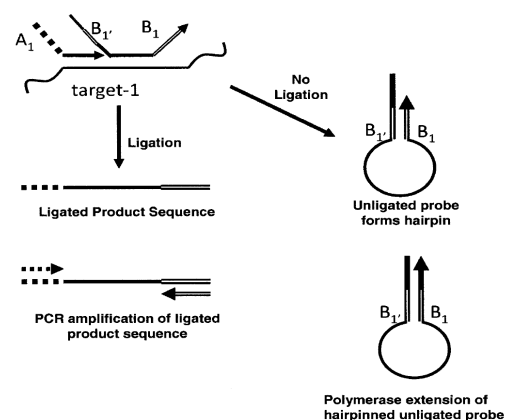 A1
B1'
B1
target-1
No
Ligation
Ligation
B1'
B1
Ligated Product Sequence
Unligated probe
forms hairpin
B1'
B1
PCR amplification of ligated
product sequence
Polymerase extension of
hairpinned unligated probe